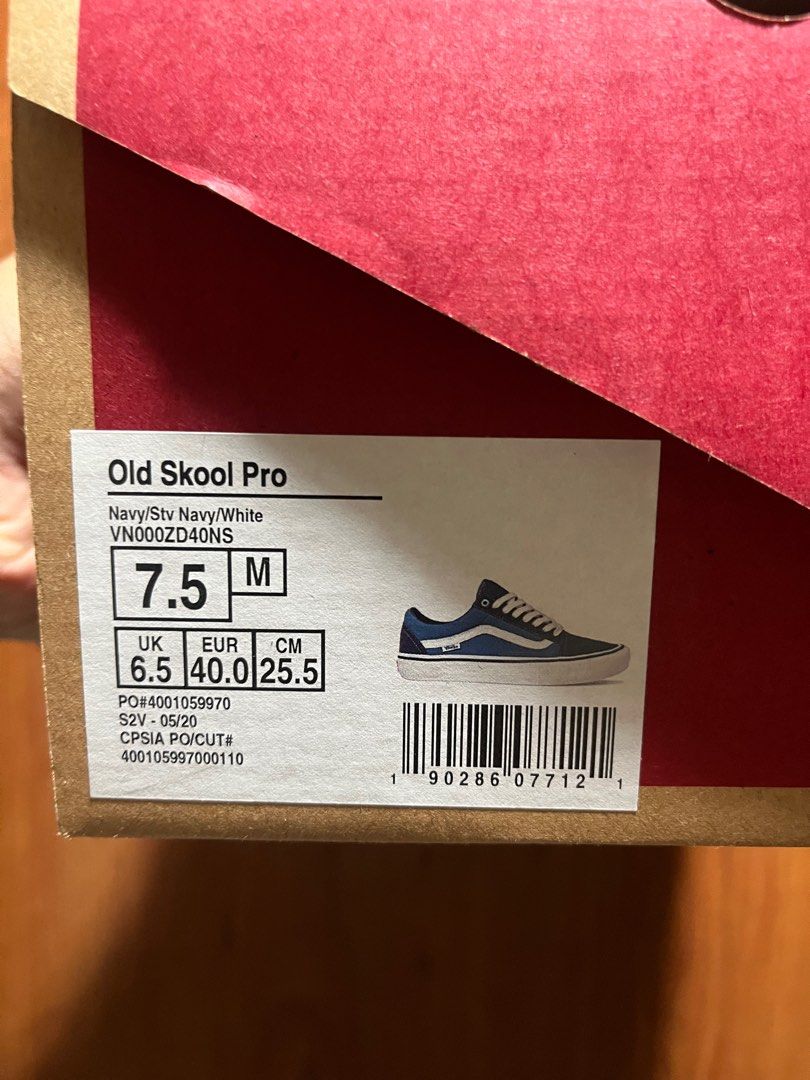 Old Skool Pro
Navy/Stv Navy/White
VN000ZD40NS
7.5 M
UK EUR CM
6.5 40.0 25.5
PO#4001059970
S2V - 05/20
CPSIA PO/CUT#
400105997000110
1 90286 07712 1